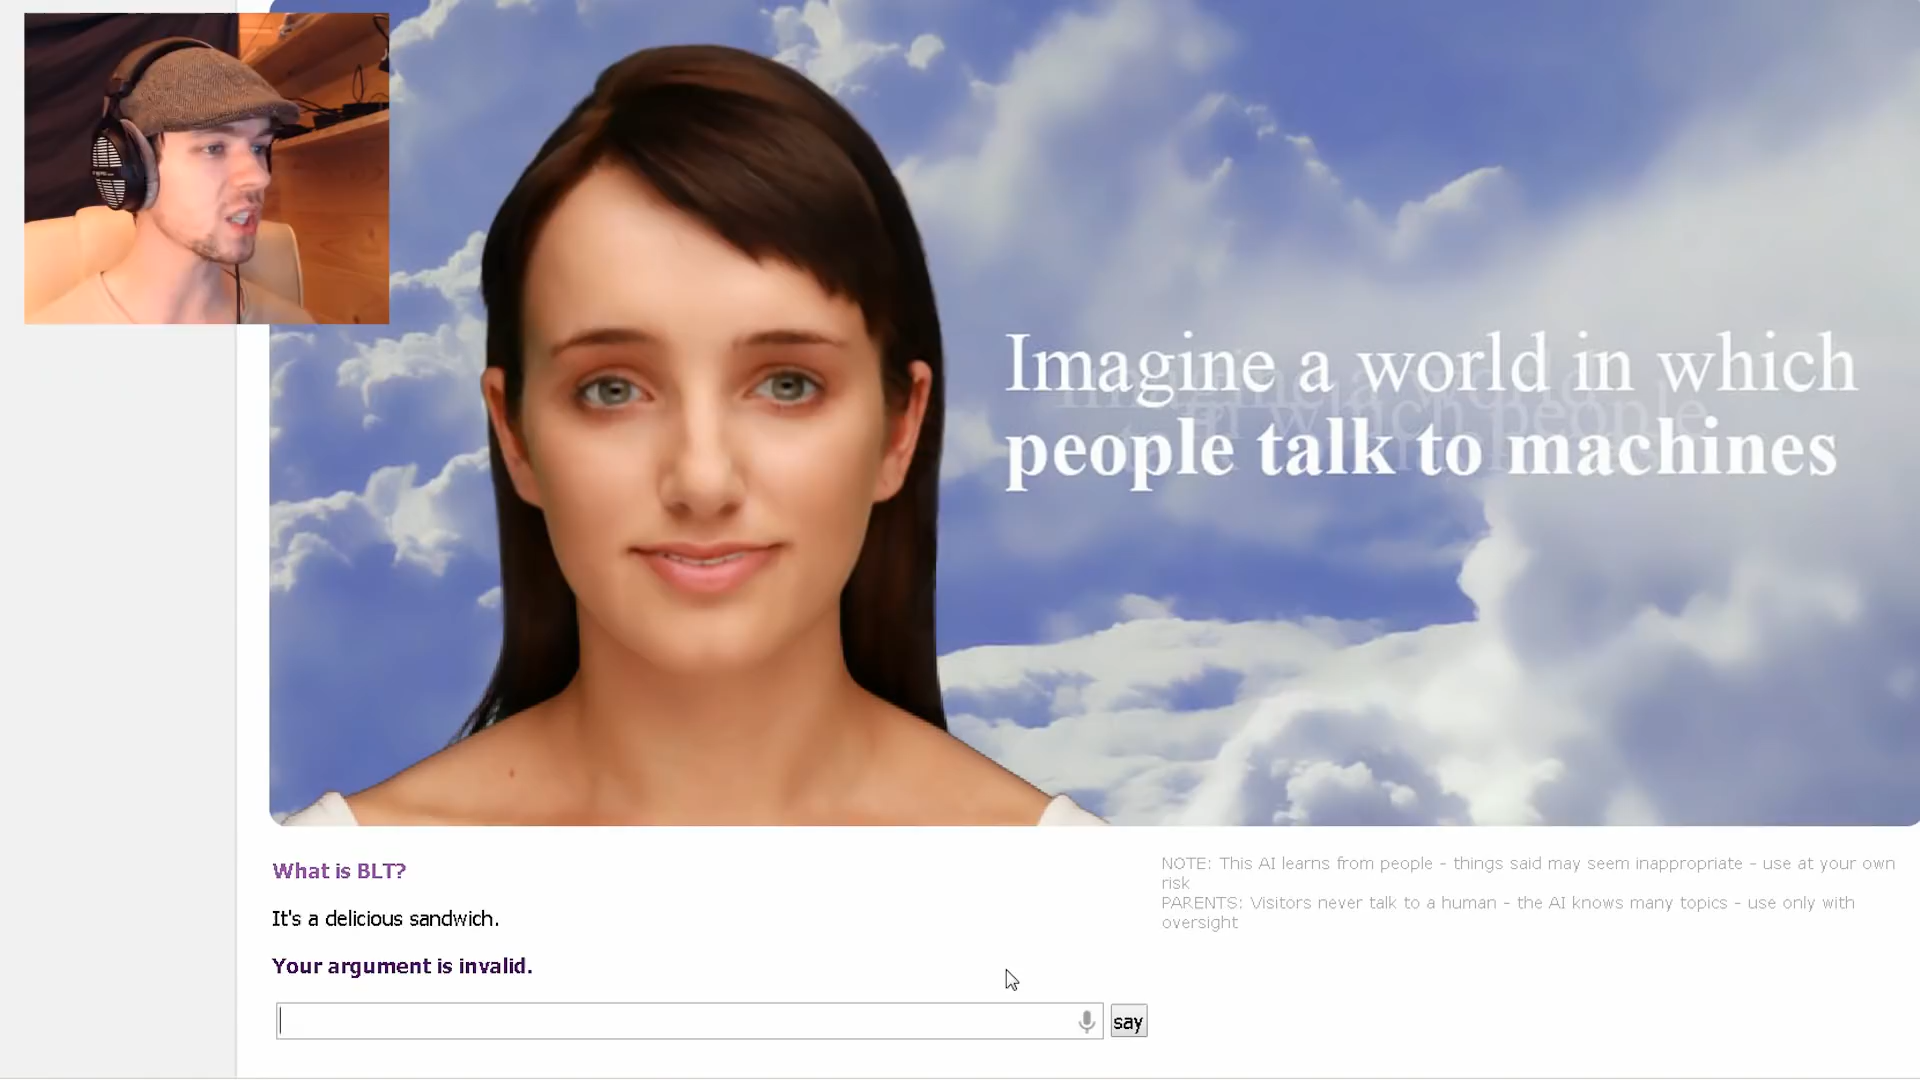 Imagine a world in which
people talk to machines
What is BLT?
It's a delicious sandwich.
Your argument is invalid.
say
NOTE: This AI learns from people - things said may seem inappropriate - use at your own
risk
PARENTS: Visitors never talk to a human - the AI knows many topics - use only with
oversight